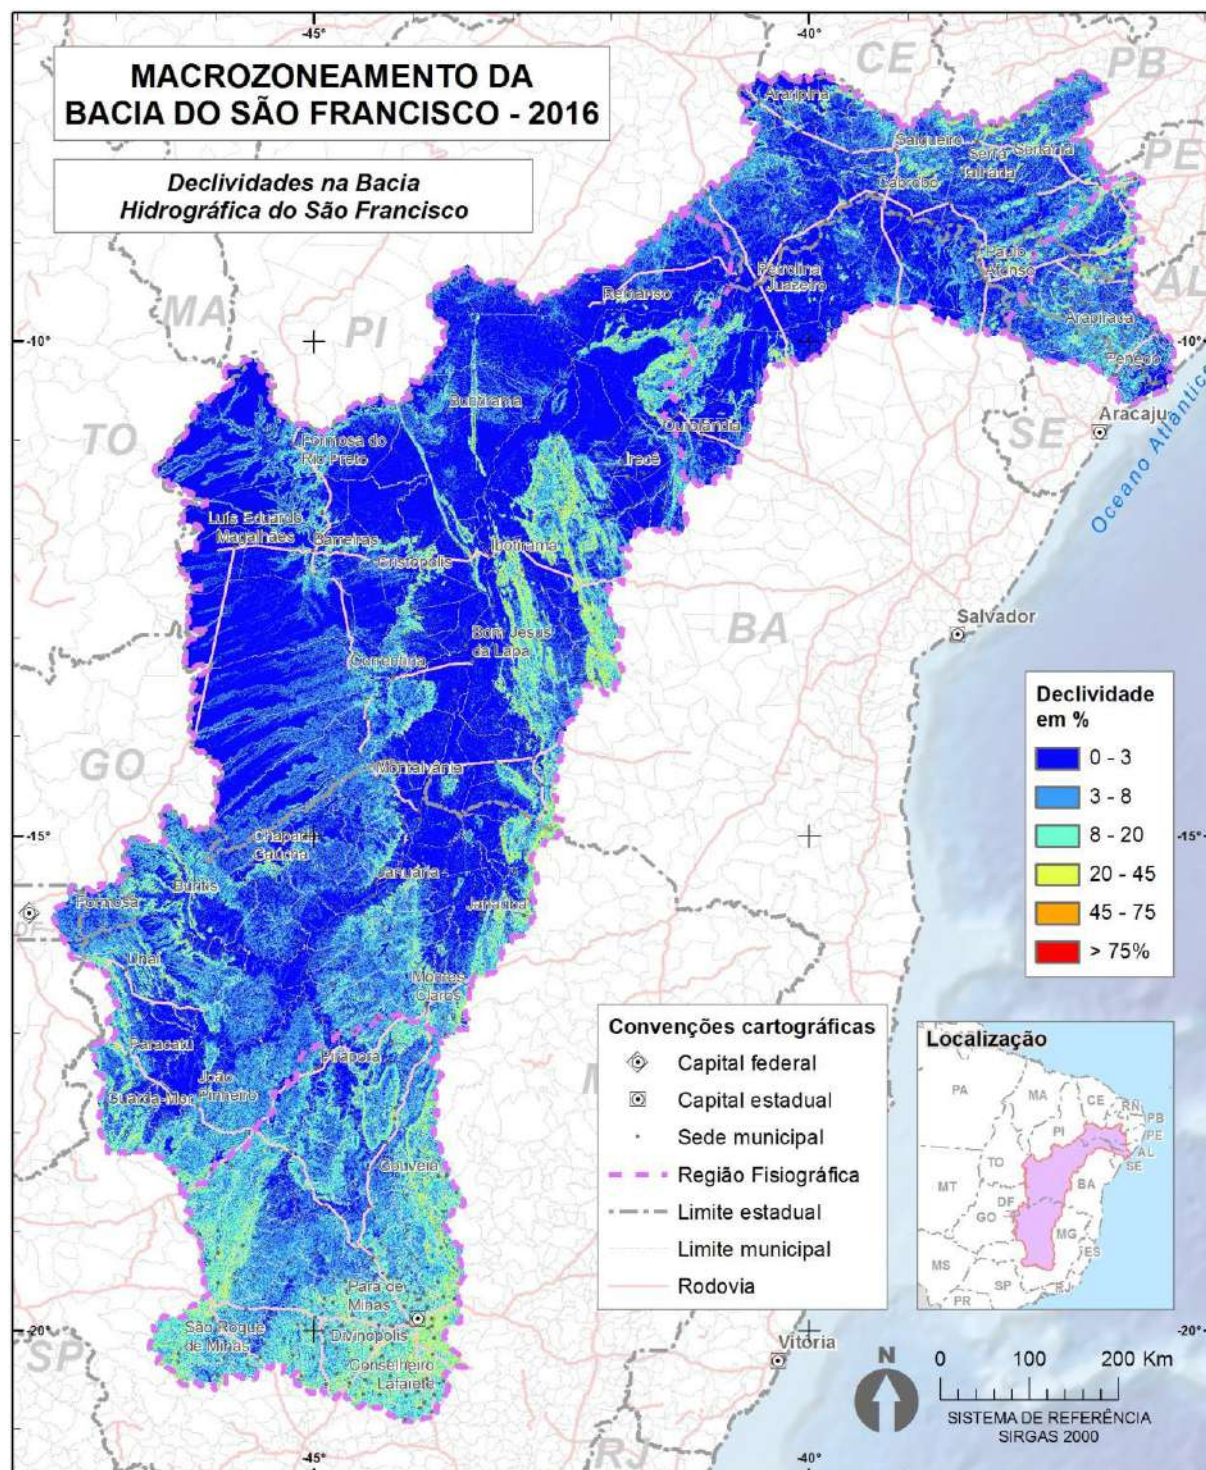 -45°
-40°
CE
PB
MACROZONEAMENTO DA
BACIA DO SÃO FRANCISCO - 2016
Declividades na Bacia
Hidrográfica do São Francisco
Araripina
Salgueiro
Serra
Talhada
Sertânia
PE
Cabrobó
Paulo
Afonso
AL
Petrolina
Juazeiro
Remanso
MA
PI
Arapiraca
Penedo
-10°
-10°
Aracaju
SE
Oceano Atlântico
Buritirama
Ourolândia
Irecê
TO
Formosa do
Rio Preto
Luís Eduardo
Magalhães
Barreiras
Cristópolis
Ibotirama
BA
Salvador
Bom Jesus
da Lapa
Correntina
Declividade
em %
0 - 3
3 - 8
8 - 20
20 - 45
45 - 75
> 75%
GO
Montalvânia
-15°
-15°
Chapada
Gaúcha
Januária
Buritis
Formosa
DF
Janaúba
Unaí
Montes
Claros
Paracatu
Pirapora
João
Pinheiro
Guarda-Mor
Gouveia
Convenções cartográficas
Capital federal
Capital estadual
Sede municipal
Região Fisiográfica
Limite estadual
Limite municipal
Rodovia
Localização
PA
MA
CE
RN
PB
PI
PE
AL
SE
TO
BA
MT
DF
GO
MG
ES
MS
SP
RJ
PR
Pará de
Minas
São Roque
de Minas
Divinópolis
Conselheiro
Lafaiete
-20°
-20°
SP
Vitória
RJ
N
0 100 200 Km
SISTEMA DE REFERÊNCIA
SIRGAS 2000
-45°
-40°